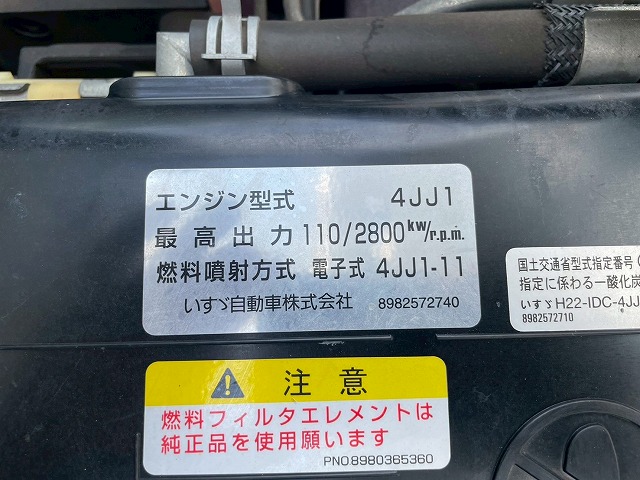 エンジン型式 4JJ1
最高出力 110/2800kW/r.p.m.
燃料噴射方式 電子式 4JJ1-11
いすゞ自動車株式会社 8982572740
国土交通省型式指定番号(
指定に係わる一酸化炭
いすゞH22-IDC-4JJ
8982572710
注意
燃料フィルタエレメントは
純正品を使用願います
PNO8980365360